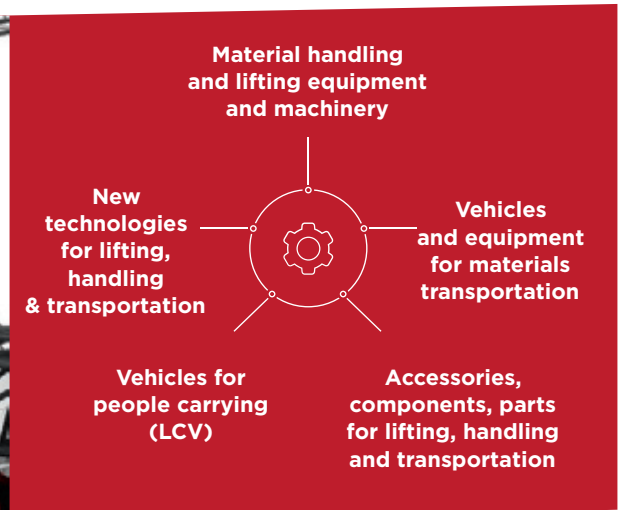 Material handling
and lifting equipment
and machinery
New
technologies
for lifting,
handling
& transportation
Vehicles
and equipment
for materials
transportation
Vehicles for
people carrying
(LCV)
Accessories,
components, parts
for lifting, handling
and transportation